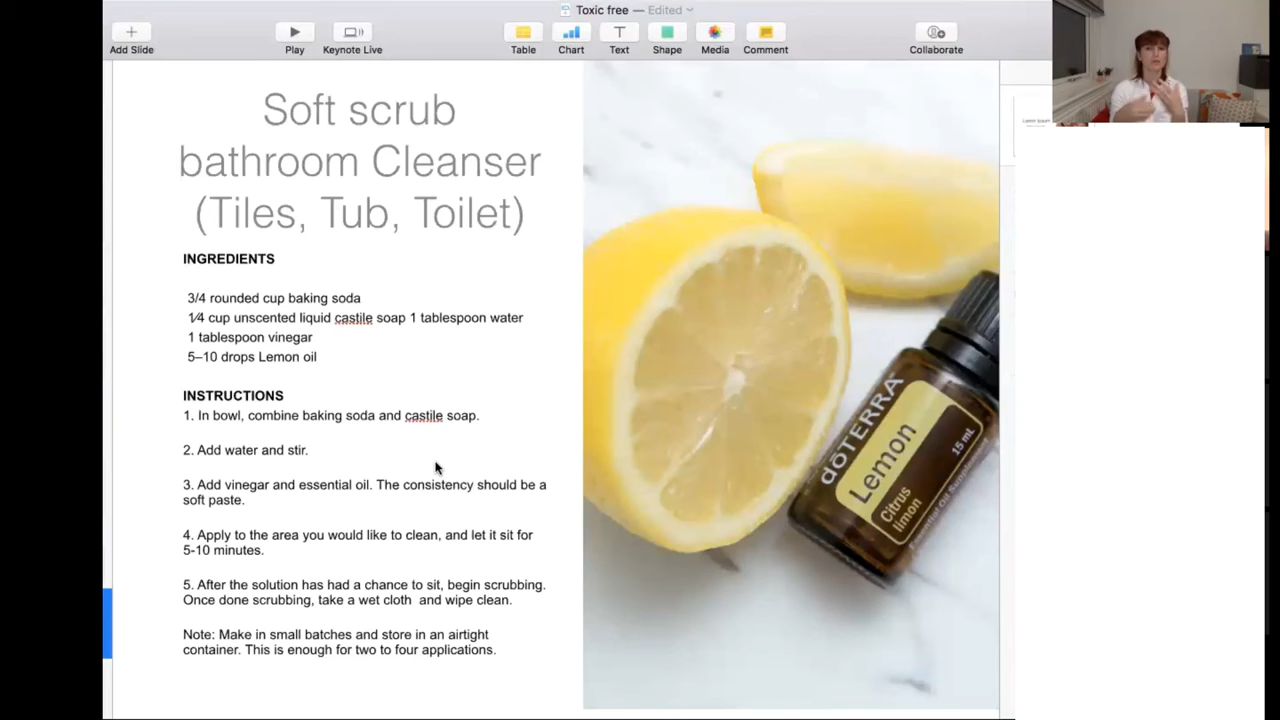 Toxic free — Edited
Add Slide
Play
Keynote Live
Table
Chart
Text
Shape
Media
Comment
Collaborate
Soft scrub
bathroom Cleanser
(Tiles, Tub, Toilet)
INGREDIENTS
3/4 rounded cup baking soda
1⁄4 cup unscented liquid castile soap 1 tablespoon water
1 tablespoon vinegar
5–10 drops Lemon oil
INSTRUCTIONS
1. In bowl, combine baking soda and castile soap.
2. Add water and stir.
3. Add vinegar and essential oil. The consistency should be a
soft paste.
4. Apply to the area you would like to clean, and let it sit for
5-10 minutes.
5. After the solution has had a chance to sit, begin scrubbing.
Once done scrubbing, take a wet cloth  and wipe clean.
Note: Make in small batches and store in an airtight
container. This is enough for two to four applications.
dōTERRA
Lemon
Citrus
limon
15 mL
Essential Oil
Lorem Ipsum